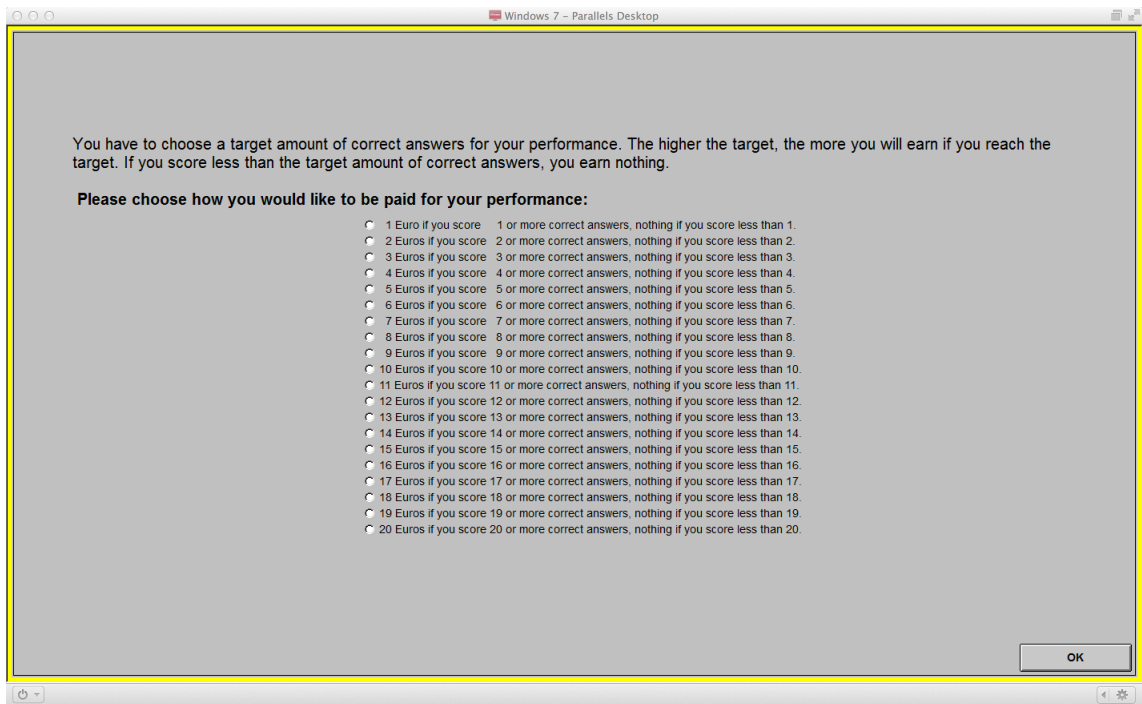 Windows 7 – Parallels Desktop
You have to choose a target amount of correct answers for your performance. The higher the target, the more you will earn if you reach the
target. If you score less than the target amount of correct answers, you earn nothing.
Please choose how you would like to be paid for your performance:
1 Euro if you score 1 or more correct answers, nothing if you score less than 1.
2 Euros if you score 2 or more correct answers, nothing if you score less than 2.
3 Euros if you score 3 or more correct answers, nothing if you score less than 3.
4 Euros if you score 4 or more correct answers, nothing if you score less than 4.
5 Euros if you score 5 or more correct answers, nothing if you score less than 5.
6 Euros if you score 6 or more correct answers, nothing if you score less than 6.
7 Euros if you score 7 or more correct answers, nothing if you score less than 7.
8 Euros if you score 8 or more correct answers, nothing if you score less than 8.
9 Euros if you score 9 or more correct answers, nothing if you score less than 9.
10 Euros if you score 10 or more correct answers, nothing if you score less than 10.
11 Euros if you score 11 or more correct answers, nothing if you score less than 11.
12 Euros if you score 12 or more correct answers, nothing if you score less than 12.
13 Euros if you score 13 or more correct answers, nothing if you score less than 13.
14 Euros if you score 14 or more correct answers, nothing if you score less than 14.
15 Euros if you score 15 or more correct answers, nothing if you score less than 15.
16 Euros if you score 16 or more correct answers, nothing if you score less than 16.
17 Euros if you score 17 or more correct answers, nothing if you score less than 17.
18 Euros if you score 18 or more correct answers, nothing if you score less than 18.
19 Euros if you score 19 or more correct answers, nothing if you score less than 19.
20 Euros if you score 20 or more correct answers, nothing if you score less than 20.
OK